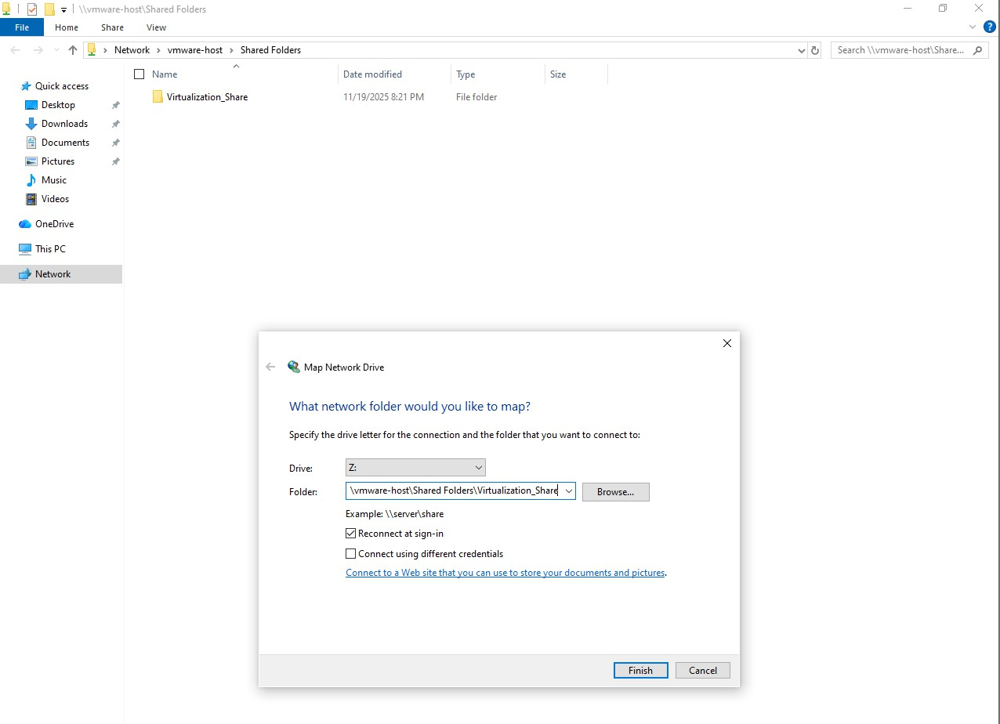 \\vmware-host\Shared Folders
File Home Share View ?
Network vmware-host Shared Folders Search \\vmware-host\Share...
Name Date modified Type Size
Virtualization_Share 11/19/2025 8:21 PM File folder
Quick access
Desktop
Downloads
Documents
Pictures
Music
Videos
OneDrive
This PC
Network
Map Network Drive
What network folder would you like to map?
Specify the drive letter for the connection and the folder that you want to connect to:
Drive: Z:
Folder: \vmware-host\Shared Folders\Virtualization_Share Browse...
Example: \\server\share
Reconnect at sign-in
Connect using different credentials
Connect to a Web site that you can use to store your documents and pictures.
Finish Cancel